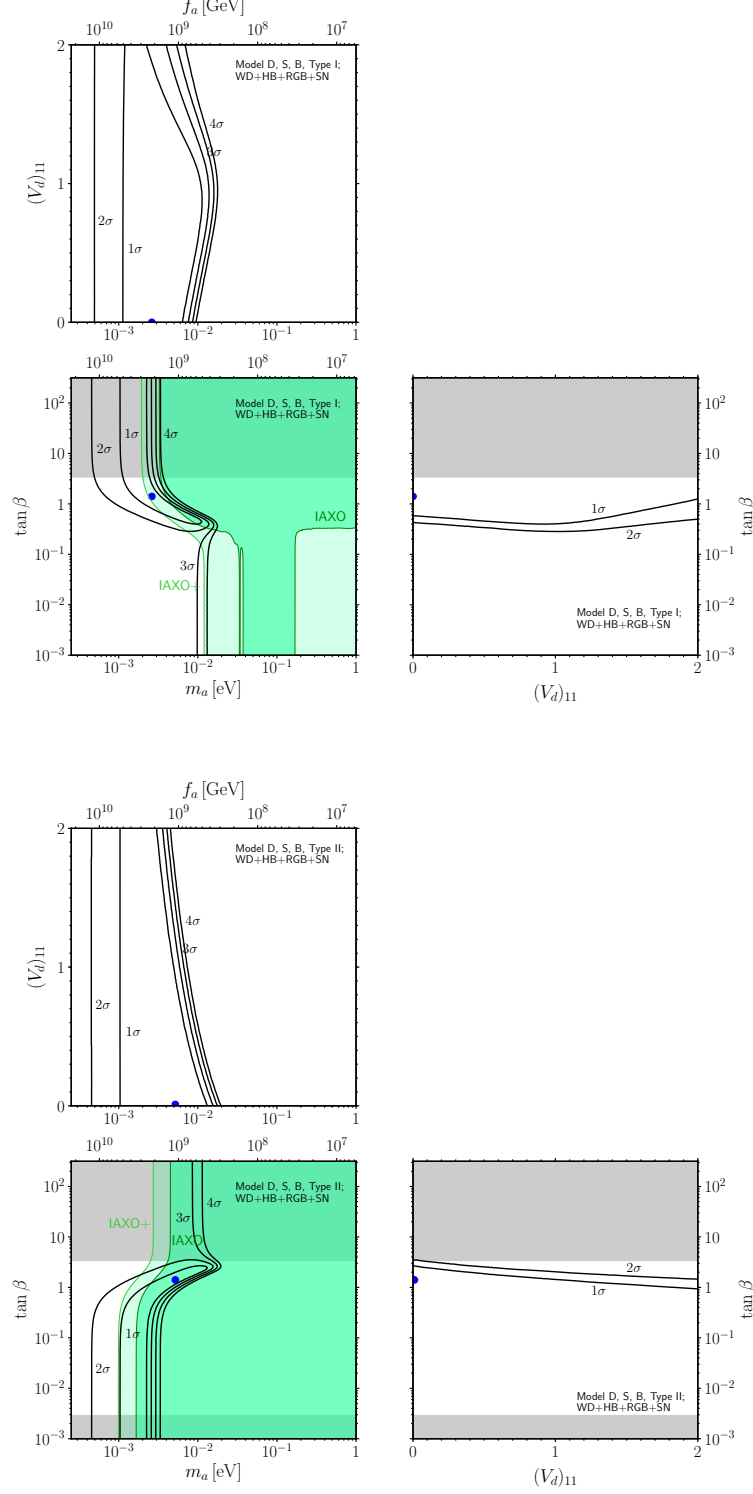 f_a [GeV]
10^10 10^9 10^8 10^7
2
Model D, S, B, Type I;
WD+HB+RGB+SN
4σ
3σ
(V_d)_11
1
2σ
1σ
0
10^−3 10^−2 10^−1 1
10^10 10^9 10^8 10^7
10^2
Model D, S, B, Type I;
WD+HB+RGB+SN
1σ 4σ
2σ
10
tan β
1
IAXO
1σ
2σ
10^−1
3σ
IAXO+
10^−2
Model D, S, B, Type I;
WD+HB+RGB+SN
10^−3
10^2
10
1
tan β
10^−1
10^−2
10^−3
10^−3 10^−2 10^−1 1
m_a [eV]
0 1 2
(V_d)_11
f_a [GeV]
10^10 10^9 10^8 10^7
2
Model D, S, B, Type II;
WD+HB+RGB+SN
4σ
3σ
(V_d)_11
1
2σ
1σ
0
10^−3 10^−2 10^−1 1
10^10 10^9 10^8 10^7
10^2
Model D, S, B, Type II;
WD+HB+RGB+SN
4σ
3σ
IAXO+
IAXO
10
tan β
1
2σ
1σ
10^−1
1σ
2σ
10^−2
Model D, S, B, Type II;
WD+HB+RGB+SN
10^−3
10^2
10
1
tan β
10^−1
10^−2
10^−3
10^−3 10^−2 10^−1 1
m_a [eV]
0 1 2
(V_d)_11